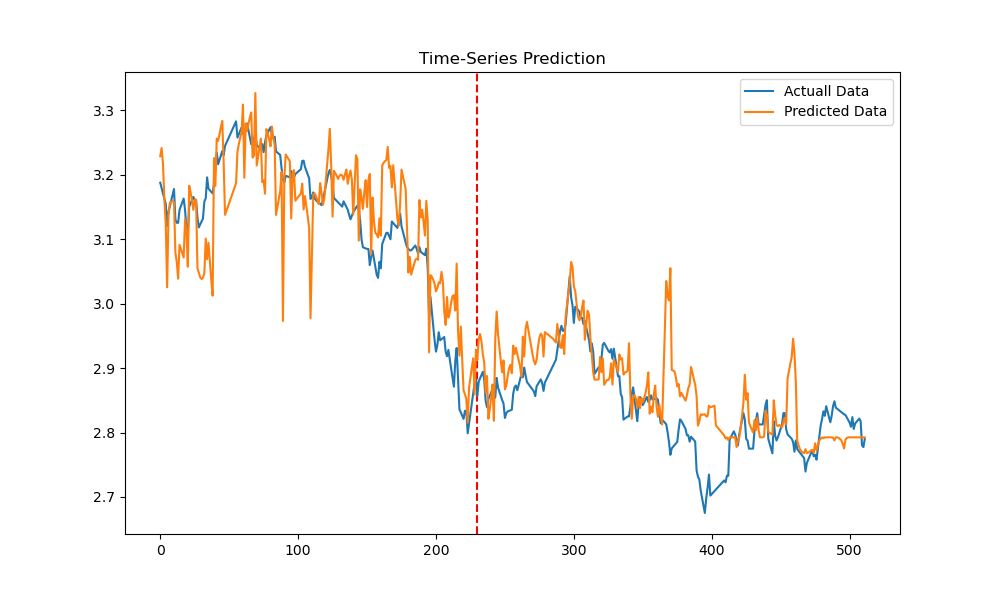 Time-Series Prediction
Actuall Data
Predicted Data
3.3
3.2
3.1
3.0
2.9
2.8
2.7
0 100 200 300 400 500